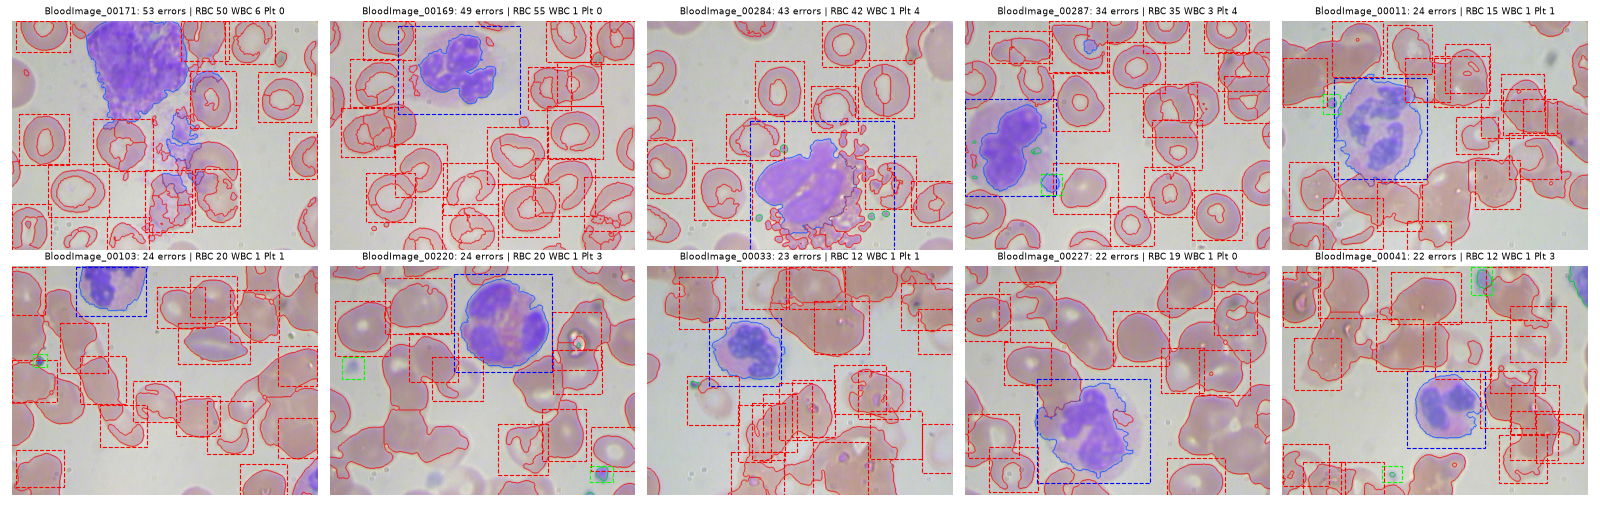 BloodImage_00171: 53 errors | RBC 50 WBC 6 Plt 0
BloodImage_00169: 49 errors | RBC 55 WBC 1 Plt 0
BloodImage_00284: 43 errors | RBC 42 WBC 1 Plt 4
BloodImage_00287: 34 errors | RBC 35 WBC 3 Plt 4
BloodImage_00011: 24 errors | RBC 15 WBC 1 Plt 1
BloodImage_00103: 24 errors | RBC 20 WBC 1 Plt 1
BloodImage_00220: 24 errors | RBC 20 WBC 1 Plt 3
BloodImage_00033: 23 errors | RBC 12 WBC 1 Plt 1
BloodImage_00227: 22 errors | RBC 19 WBC 1 Plt 0
BloodImage_00041: 22 errors | RBC 12 WBC 1 Plt 3